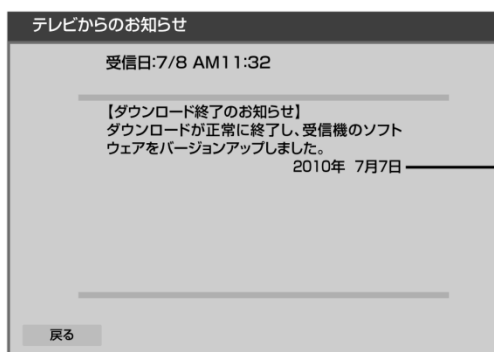 テレビからのお知らせ
受信日:7/8 AM11:32
【ダウンロード終了のお知らせ】
ダウンロードが正常に終了し、受信機のソフト
ウェアをバージョンアップしました。
2010年 7月7日
戻る